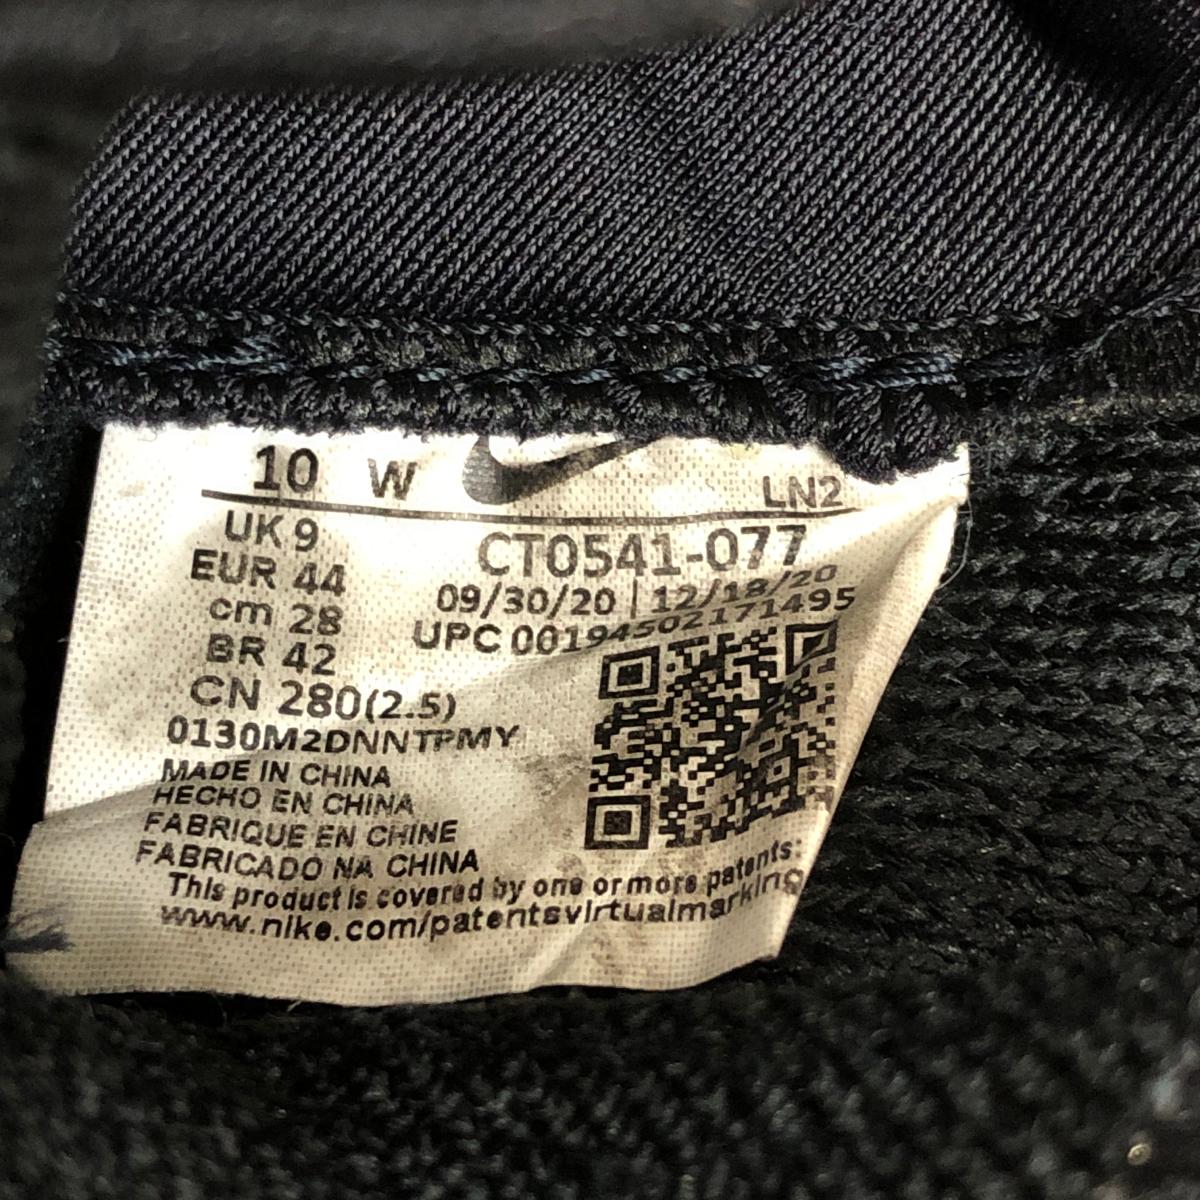 10 W LN2
UK 9
EUR 44
cm 28
BR 42
CN 280(2.5)
CT0541-077
09/30/20 | 12/18/20
UPC 00194502171495
0130M2DNNTPMY
MADE IN CHINA
HECHO EN CHINA
FABRIQUE EN CHINE
FABRICADO NA CHINA
This product is covered by one or more patents:
www.nike.com/patentsvirtualmarking